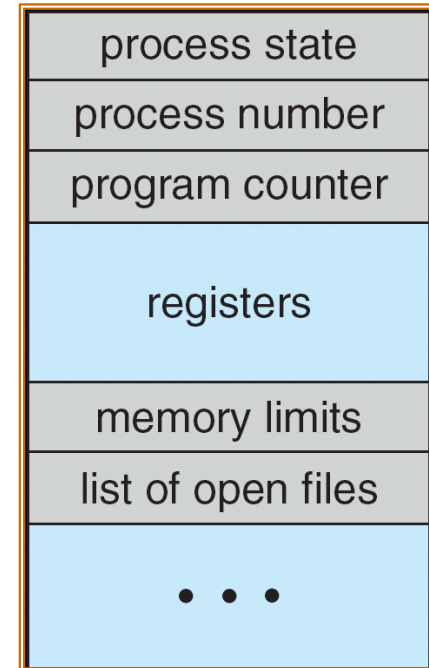 process state
process number
program counter
registers
memory limits
list of open files
• • •